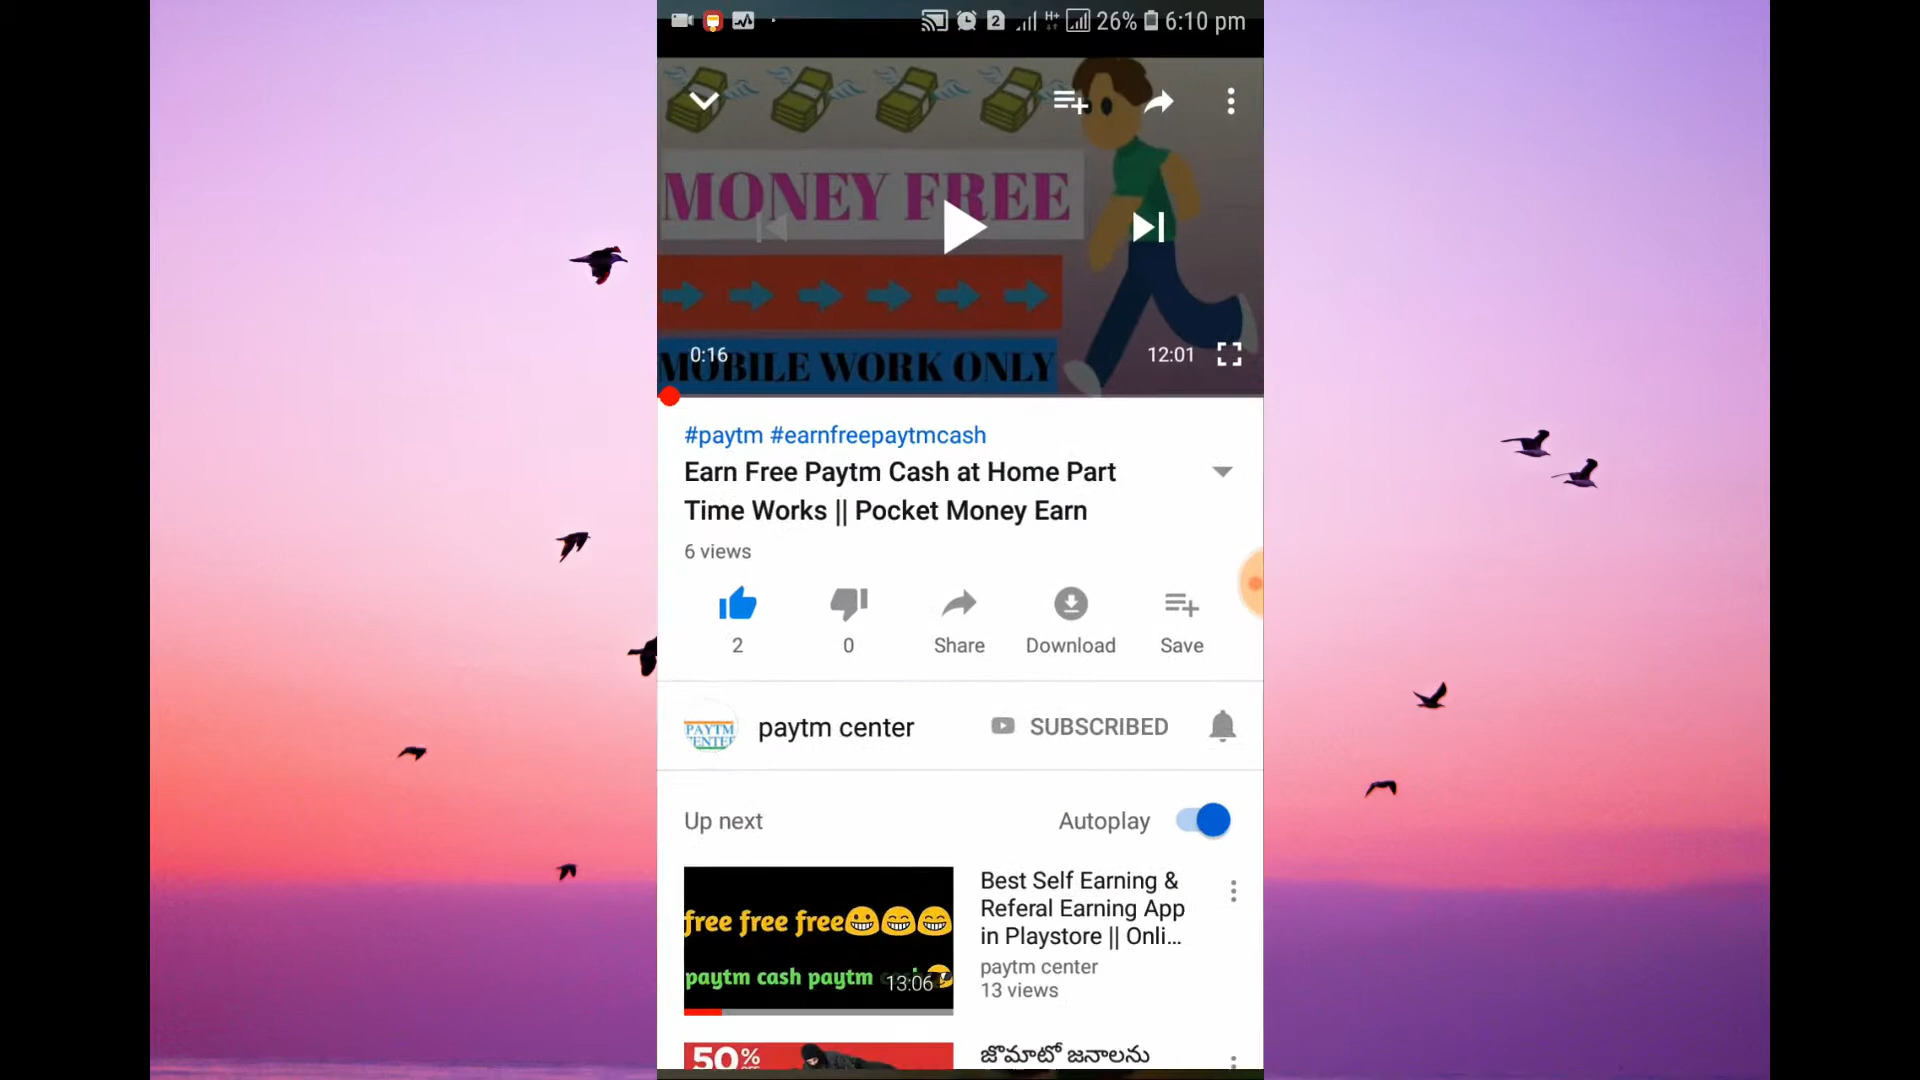 2 H+ 26% 6:10 pm
MONEY FREE
0:16 12:01
MOBILE WORK ONLY
#paytm #earnfreepaytmcash
Earn Free Paytm Cash at Home Part
Time Works || Pocket Money Earn
6 views
2 0 Share Download Save
PAYTM
CENTER
paytm center SUBSCRIBED
Up next Autoplay
free free free
paytm cash paytm
13:06
Best Self Earning &
Referal Earning App
in Playstore || Onli...
paytm center
13 views
50%
జొమాటో జనాలను